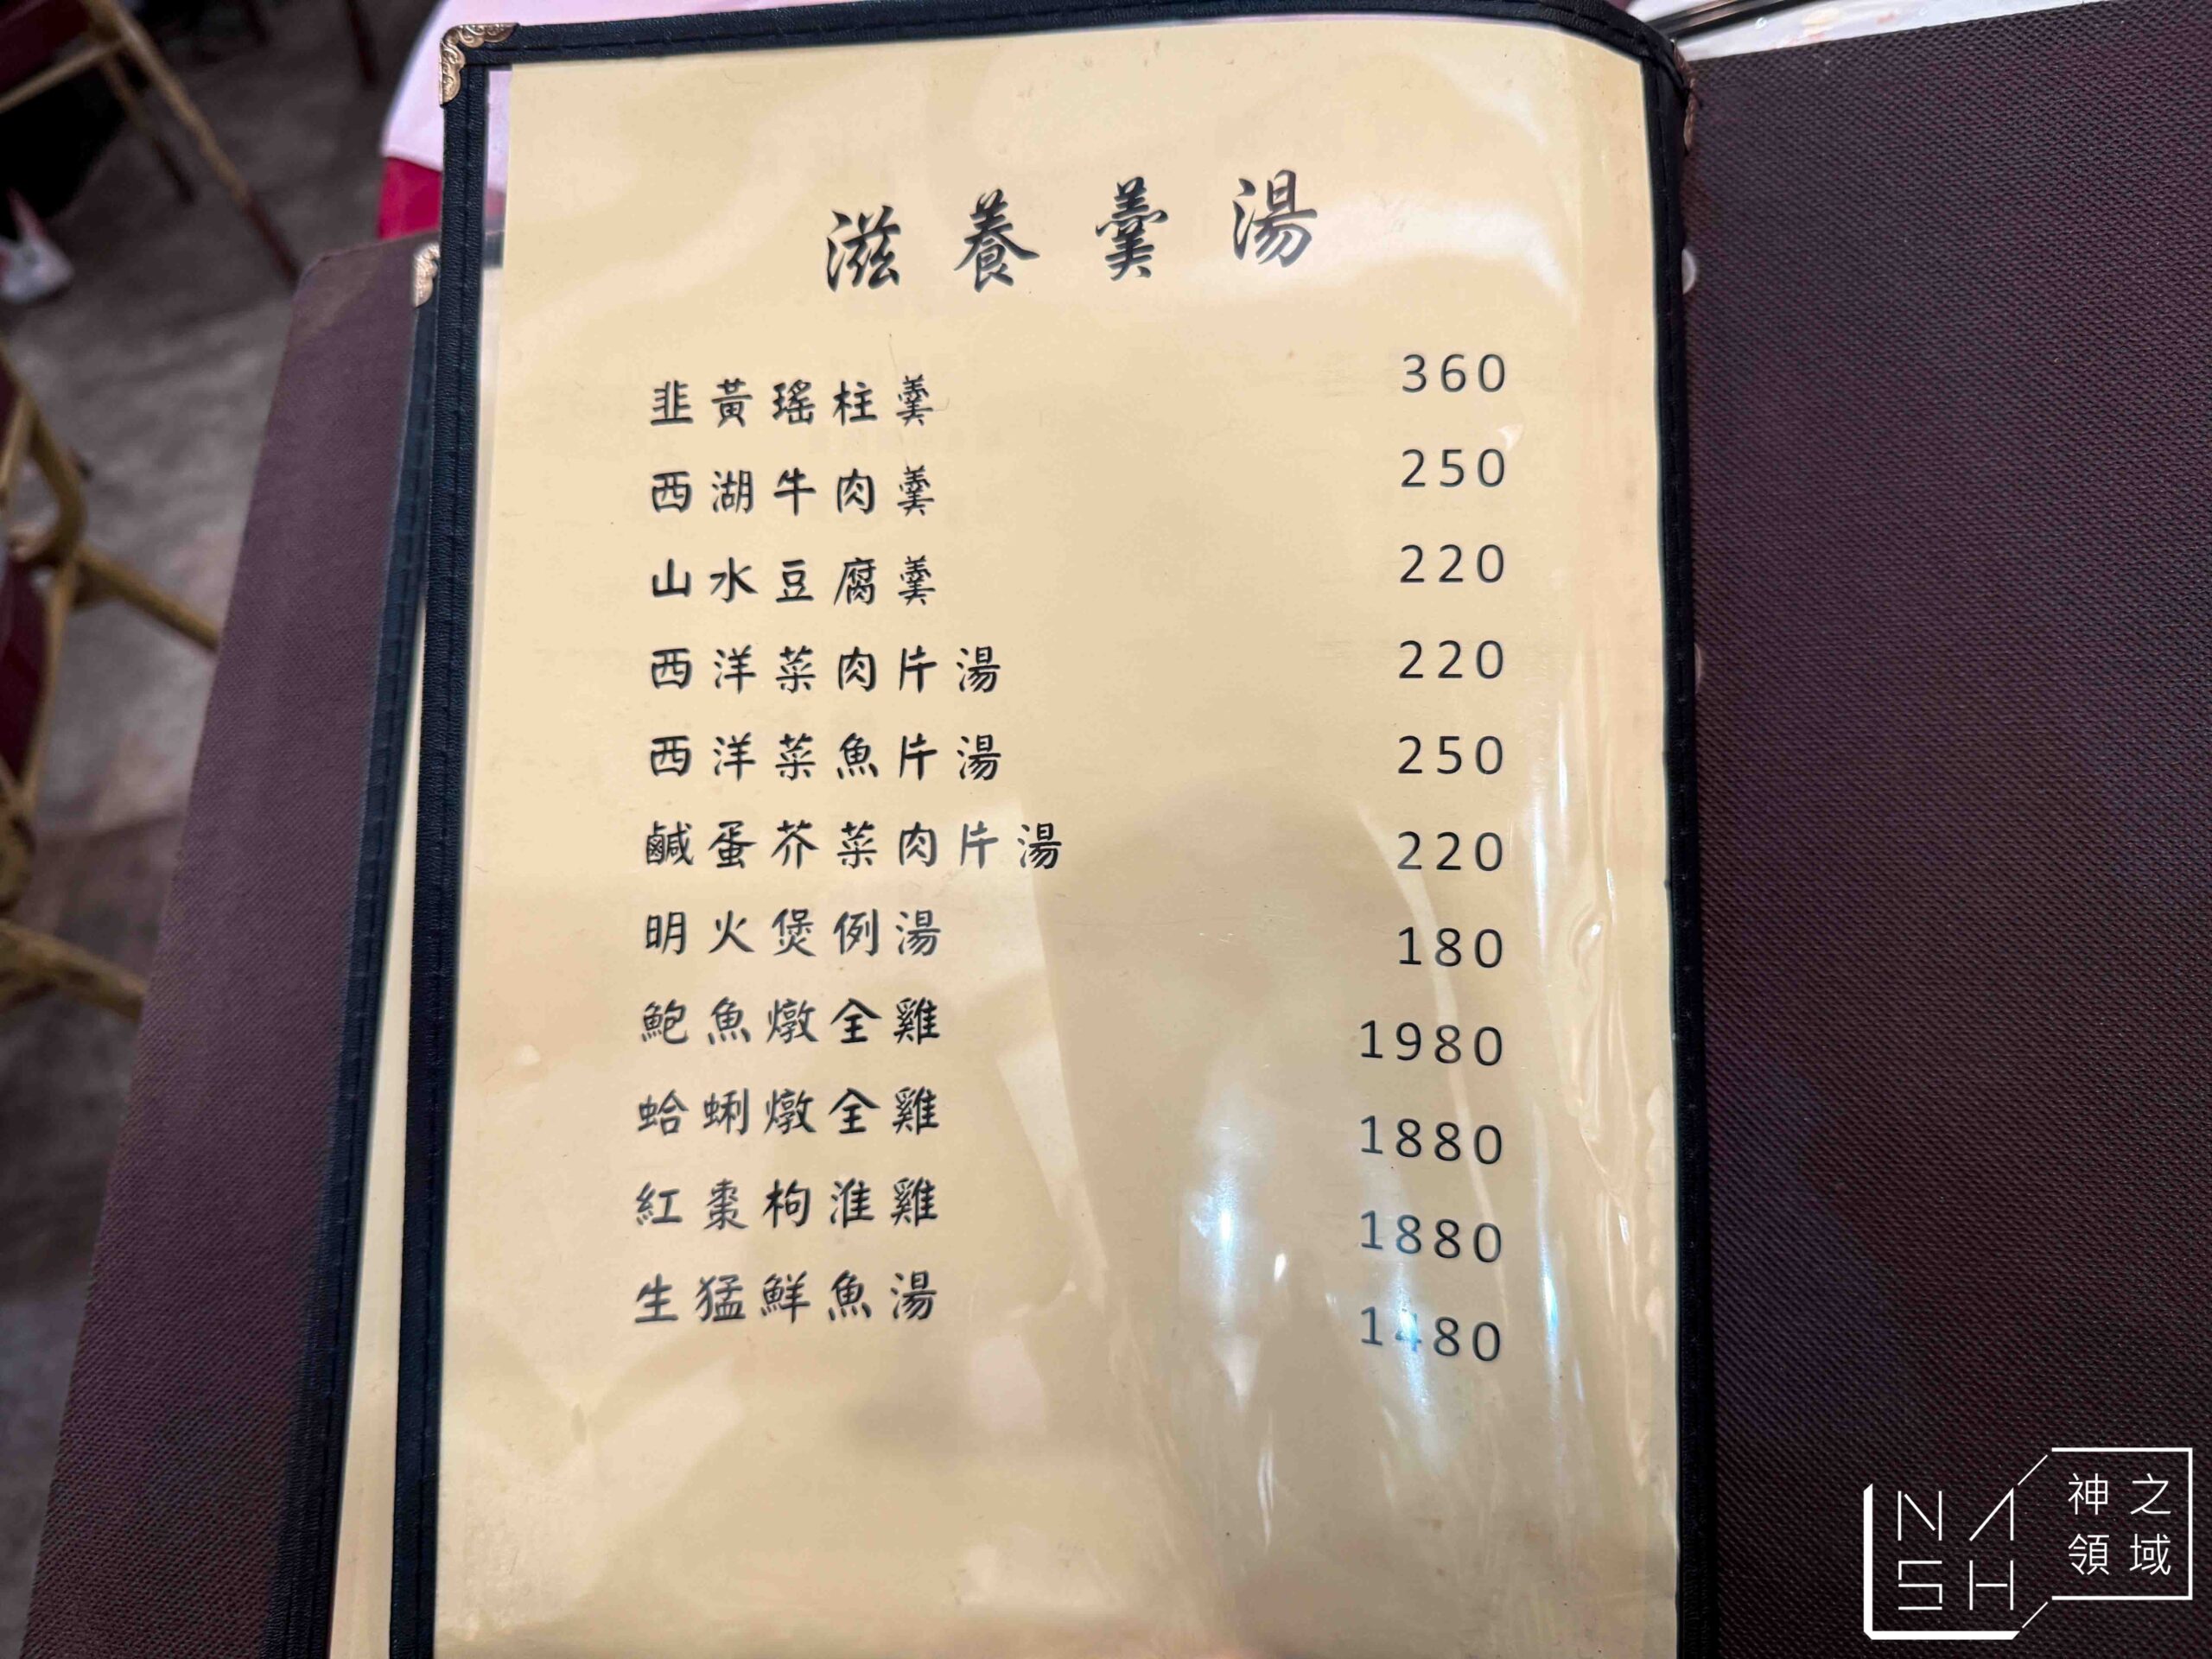 滋養羹湯
韭黃瑤柱羹 360
西湖牛肉羹 250
山水豆腐羹 220
西洋菜肉片湯 220
西洋菜魚片湯 250
鹹蛋芥菜肉片湯 220
明火煲例湯 180
鮑魚燉全雞 1980
蛤蜊燉全雞 1880
紅棗枸淮雞 1880
生猛鮮魚湯 1480
NASH
神之
領域